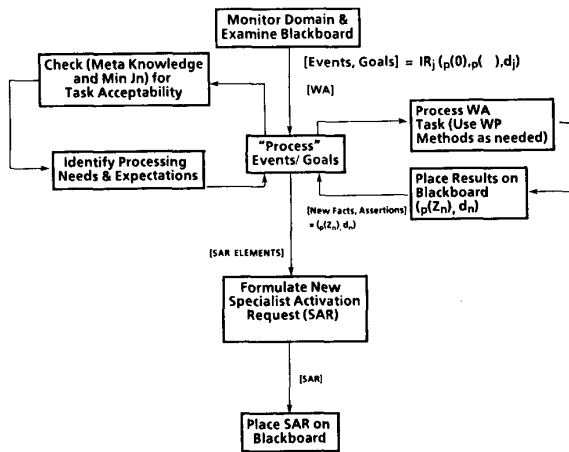 Monitor Domain &
Examine Blackboard
[Events, Goals] = IRj (p(0),p( ),dj)
[WA]
Check (Meta Knowledge
and Min Jn) for
Task Acceptability
Process WA
Task (Use WP
Methods as needed)
"Process"
Events/ Goals
Identify Processing
Needs & Expectations
Place Results on
Blackboard
(p(Zn), dn)
[New Facts, Assertions]
= (p(Zn), dn)
[SAR ELEMENTS]
Formulate New
Specialist Activation
Request (SAR)
[SAR]
Place SAR on
Blackboard